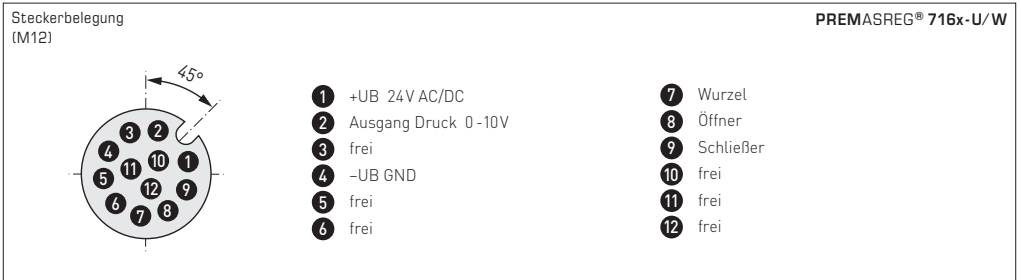 Steckerbelegung
(M12)
PREMASREG® 716x-U/W
45°
1 +UB 24V AC/DC
2 Ausgang Druck 0-10V
3 frei
4 –UB GND
5 frei
6 frei
7 Wurzel
8 Öffner
9 Schließer
10 frei
11 frei
12 frei
3 2
4 11 10 1
5 12 9
6 7 8